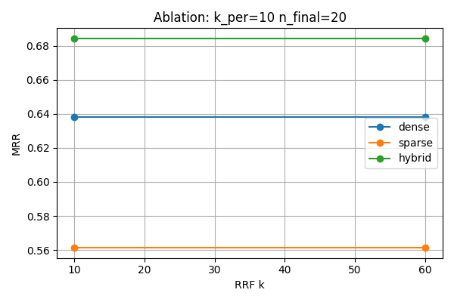 Ablation: k_per=10 n_final=20
MRR
0.68
0.66
0.64
0.62
0.60
0.58
0.56
dense
sparse
hybrid
10 20 30 40 50 60
RRF k